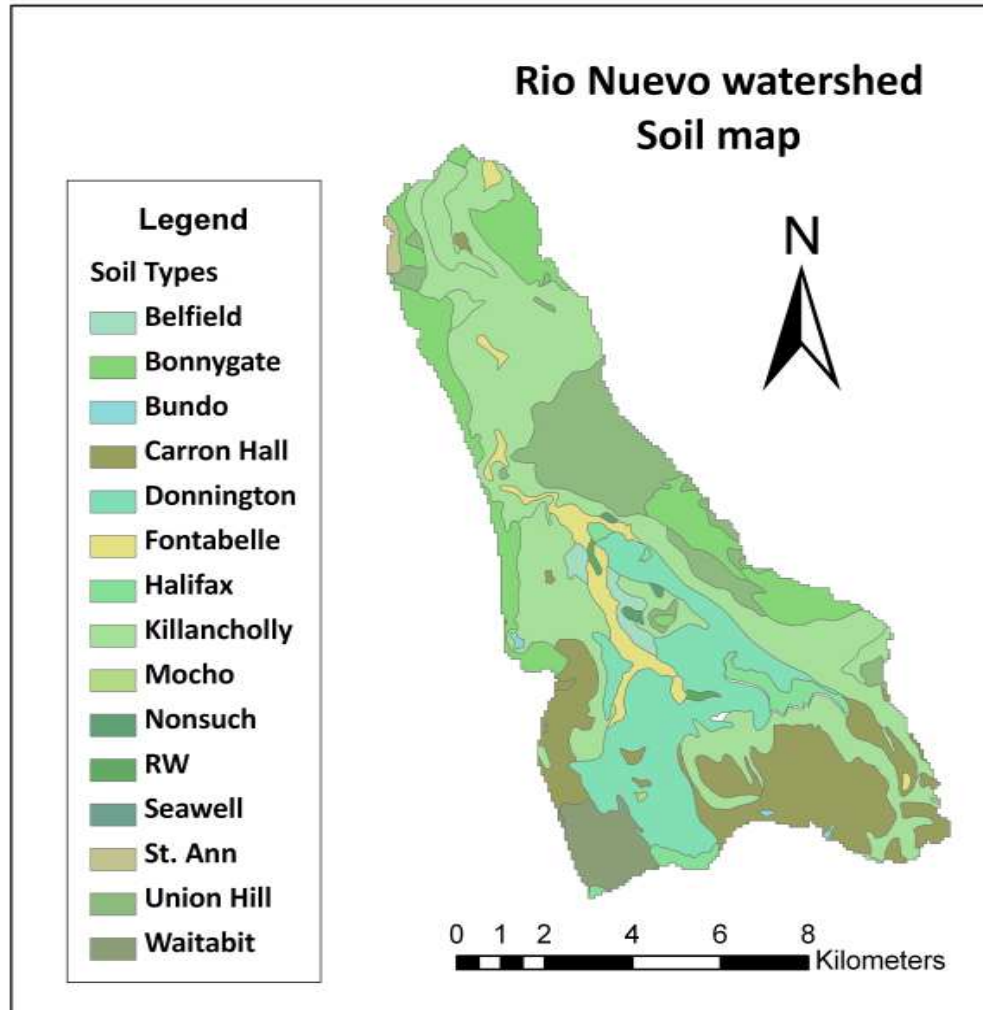 Rio Nuevo watershed
Soil map
Legend
Soil Types
Belfield
Bonnygate
Bundo
Carron Hall
Donnington
Fontabelle
Halifax
Killancholly
Mocho
Nonsuch
RW
Seawell
St. Ann
Union Hill
Waitabit
N
0 1 2 4 6 8
Kilometers